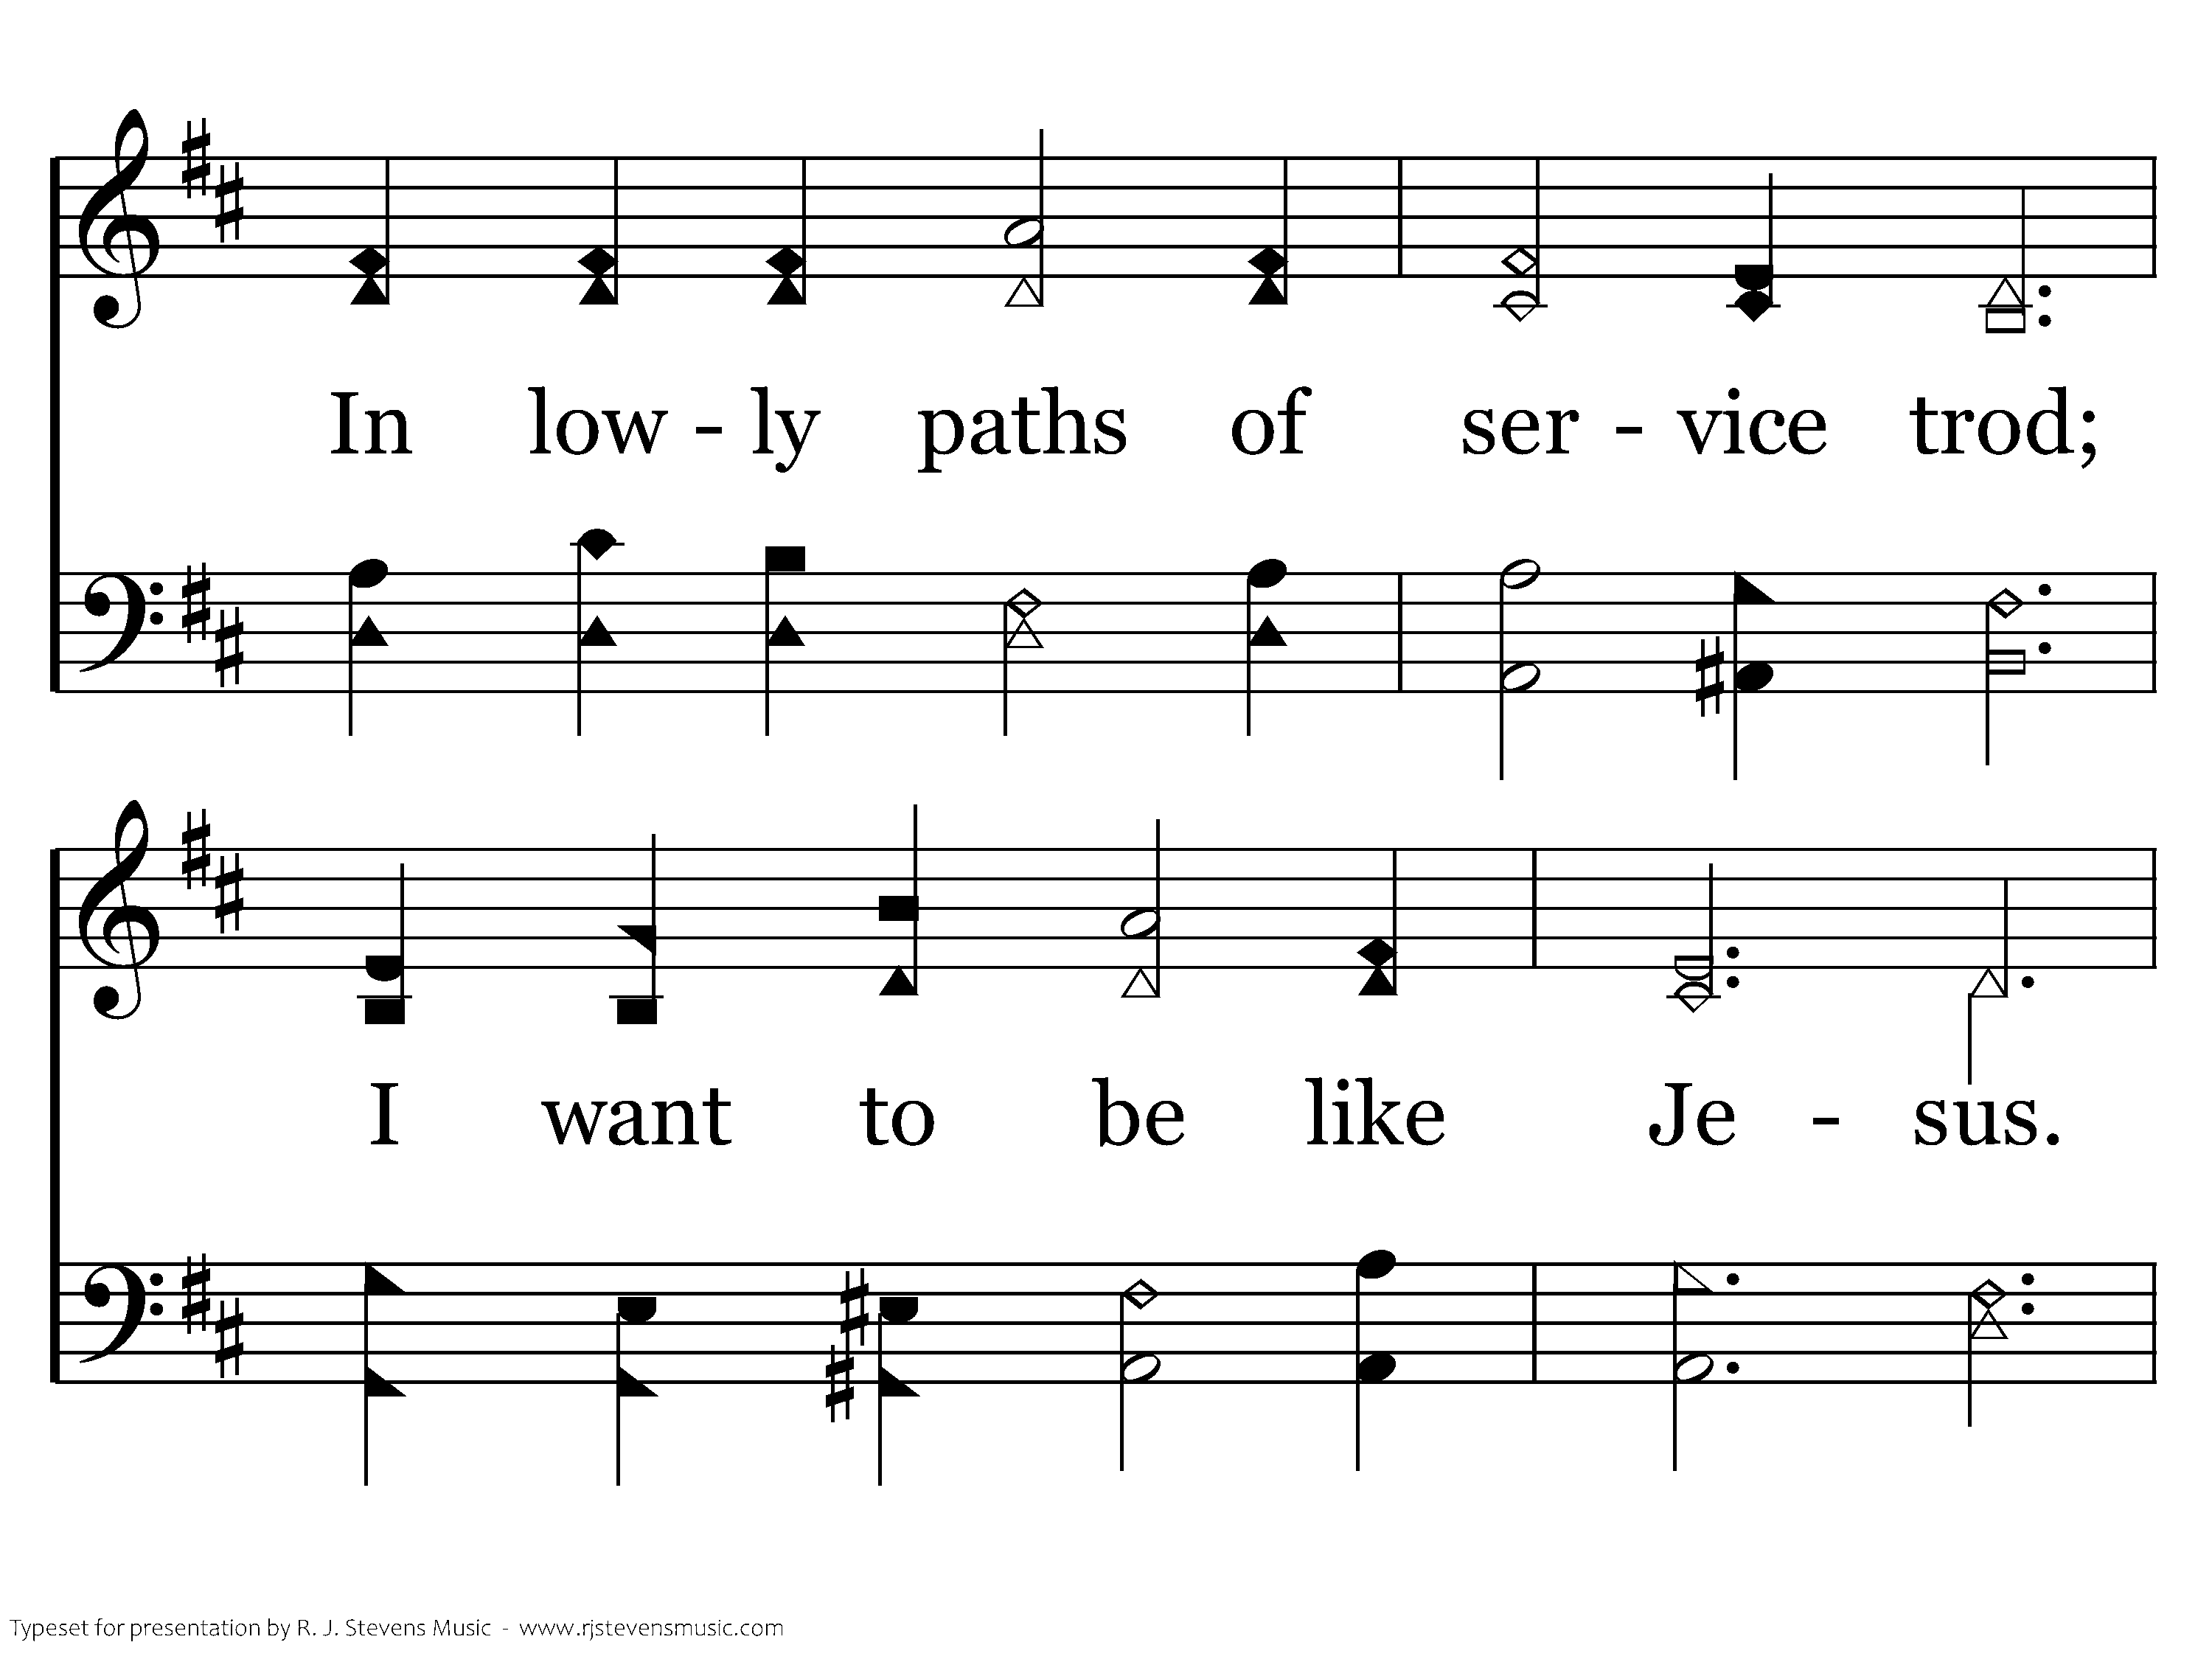 In low - ly paths of ser - vice trod;
I want to be like Je - sus.
Typeset for presentation by R. J. Stevens Music - www.rjstevensmusic.com